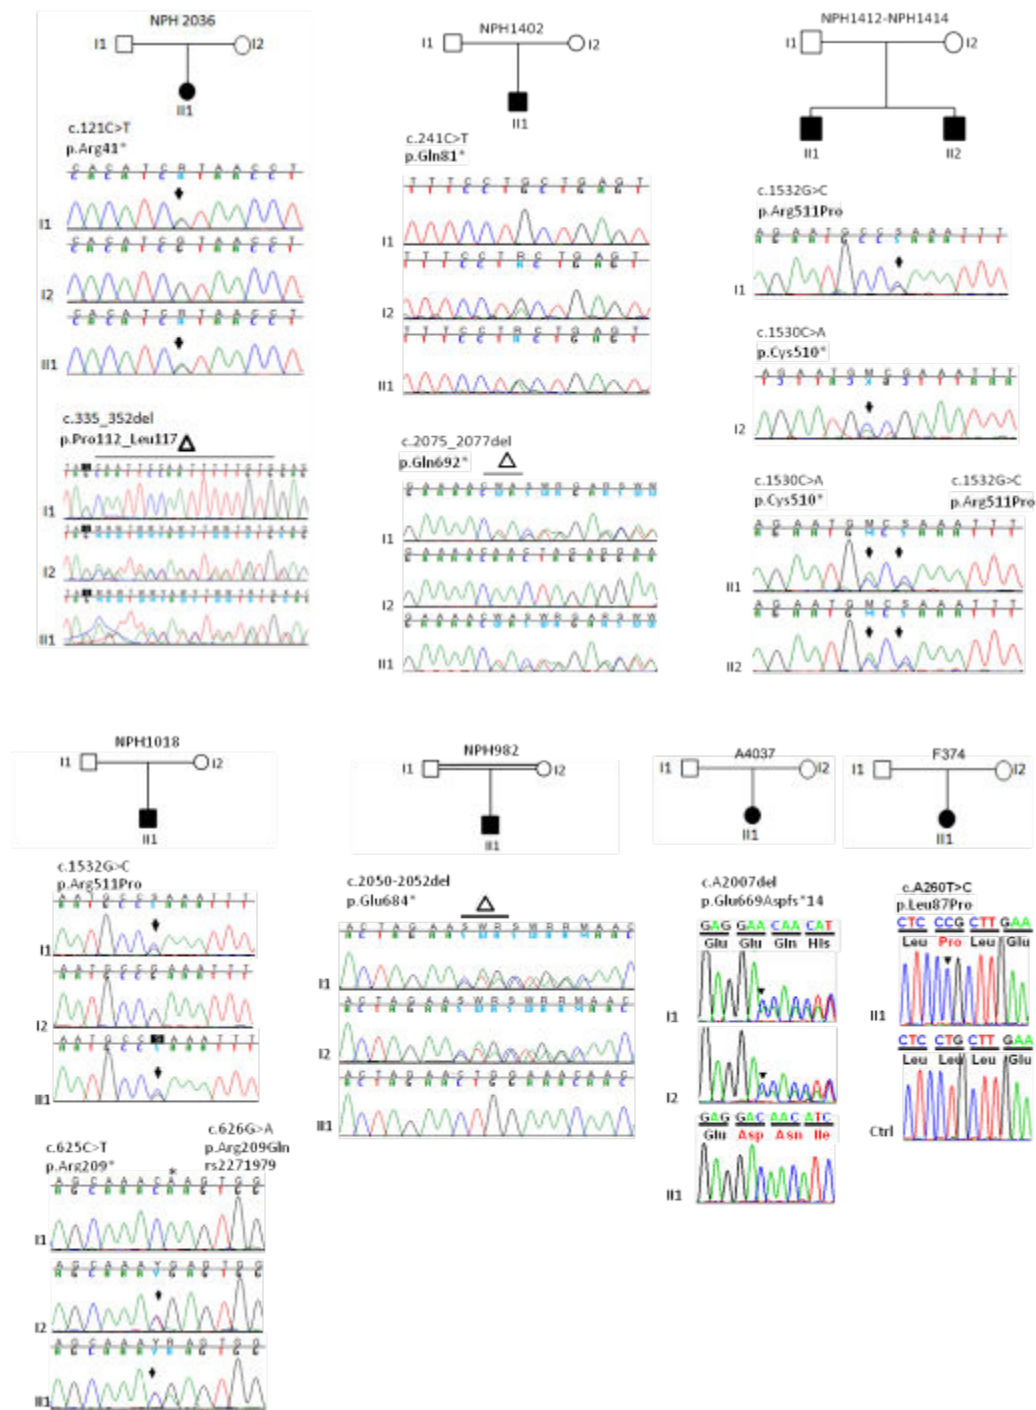 NPH 2036
I1
I2
II1
c.121C>T
p.Arg41*
C A C A T C R T A A C C T
I1
C A C A T C G T A A C C T
I2
C A C A T C R T A A C C T
II1
c.335_352del
p.Pro112_Leu117
I1
I2
II1
NPH1402
I1
I2
II1
c.241C>T
p.Gln81*
T T T C C T G C T G A G T
I1
T T T C C T R C T G A G T
I2
T T T C C T R C T G A G T
II1
c.2075_2077del
p.Gln692*
G A A A A C W A S W R G A R S W W
I1
G A A A A C A A C T A G A G G A A
I2
G A A A A C W A S W R G A R S W W
II1
NPH1412-NPH1414
I1
I2
II1
II2
c.1532G>C
p.Arg511Pro
A G A A T G C C S A A A T T T
I1
c.1530C>A
p.Cys510*
I2
c.1530C>A
c.1532G>C
p.Cys510*
p.Arg511Pro
A G A A T G M C S A A A T T T
II1
A G A A T G M C S A A A T T T
II2
NPH1018
I1
I2
II1
c.1532G>C
p.Arg511Pro
A A T G C C S A A A T T T
I1
A A T G C C G A A A T T T
I2
A A T G C C S A A A T T T
II1
c.626G>A
c.625C>T
p.Arg209Gln
p.Arg209*
rs2271979
*
A G C A A A C A A G T G G
I1
A G C A A A Y G A G T G G
I2
A G C A A A Y R A G T G G
II1
NPH982
I1
I2
II1
c.2050-2052del
p.Glu684*
A C T A G A A S W R S W R R M A A C
I1
A C T A G A A S W R S W R R M A A C
I2
A C T A G A A C T G G A A A C A A C
II1
A4037
I1
I2
II1
c.A2007del
p.Glu669Aspfs*14
GAG GAA CAA CAT
Glu Glu Gln His
I1
I2
GAG GAC AAC ATC
Glu Asp Asn Ile
II1
F374
I1
I2
II1
c.A260T>C
p.Leu87Pro
CTC CCG CTT GAA
Leu Pro Leu Glu
II1
CTC CTG CTT GAA
Leu Leu Leu Glu
Ctrl